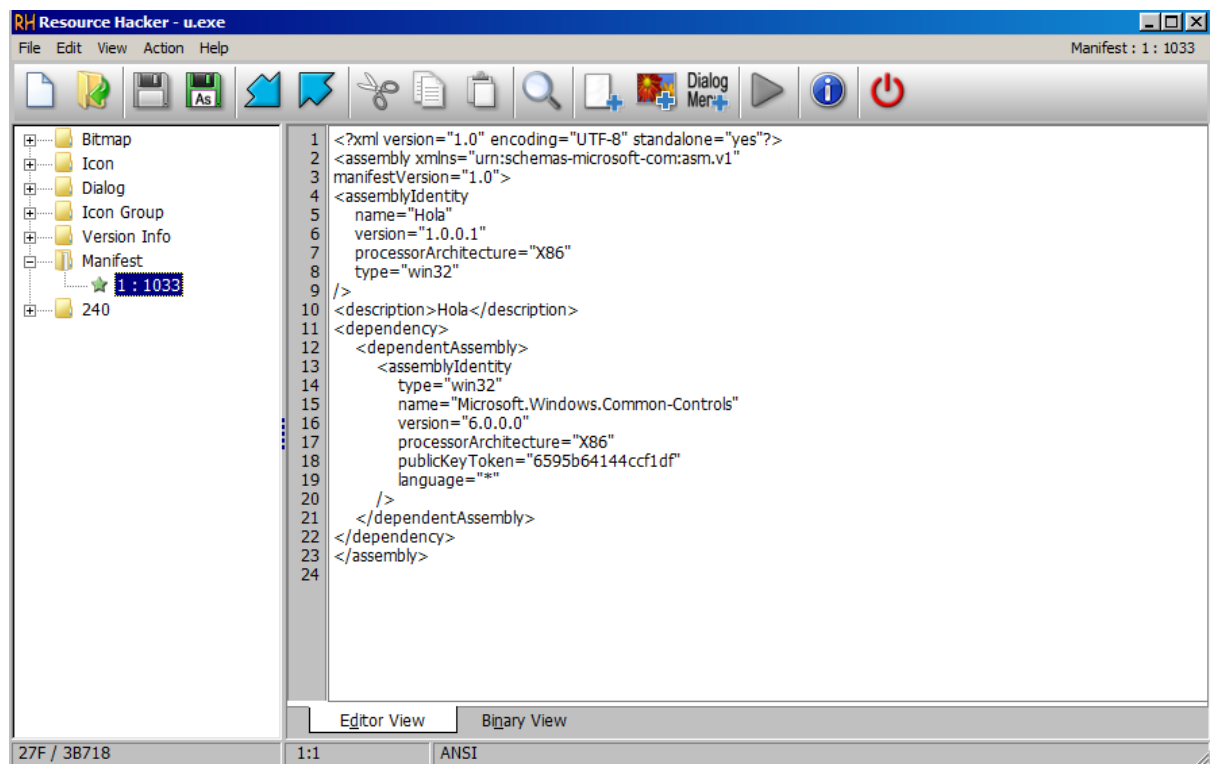 RH Resource Hacker - u.exe
File Edit View Action Help Manifest : 1 : 1033
As
Dialog
Menu
Bitmap
Icon
Dialog
Icon Group
Version Info
Manifest
1 : 1033
240
1 <?xml version="1.0" encoding="UTF-8" standalone="yes"?>
2 <assembly xmlns="urn:schemas-microsoft-com:asm.v1"
3 manifestVersion="1.0">
4 <assemblyIdentity
5 name="Hola"
6 version="1.0.0.1"
7 processorArchitecture="X86"
8 type="win32"
9 />
10 <description>Hola</description>
11 <dependency>
12 <dependentAssembly>
13 <assemblyIdentity
14 type="win32"
15 name="Microsoft.Windows.Common-Controls"
16 version="6.0.0.0"
17 processorArchitecture="X86"
18 publicKeyToken="6595b64144ccf1df"
19 language="*"
20 />
21 </dependentAssembly>
22 </dependency>
23 </assembly>
24
Editor View Binary View
27F / 3B718 1:1 ANSI